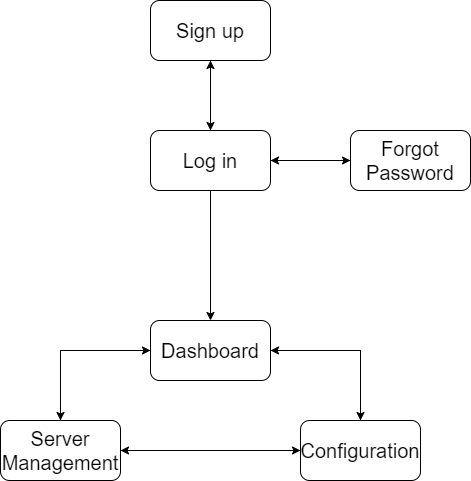 Sign up
Log in
Forgot
Password
Dashboard
Server
Management
Configuration